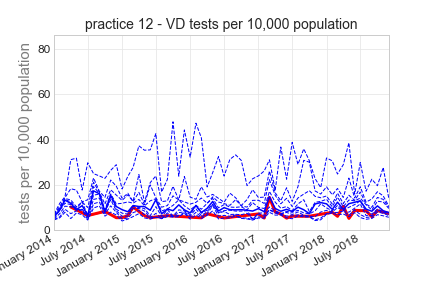 practice 12 - VD tests per 10,000 population
tests per 10,000 population
80
60
40
20
0
nuary 2014
July 2014
January 2015
July 2015
January 2016
July 2016
January 2017
July 2017
January 2018
July 2018